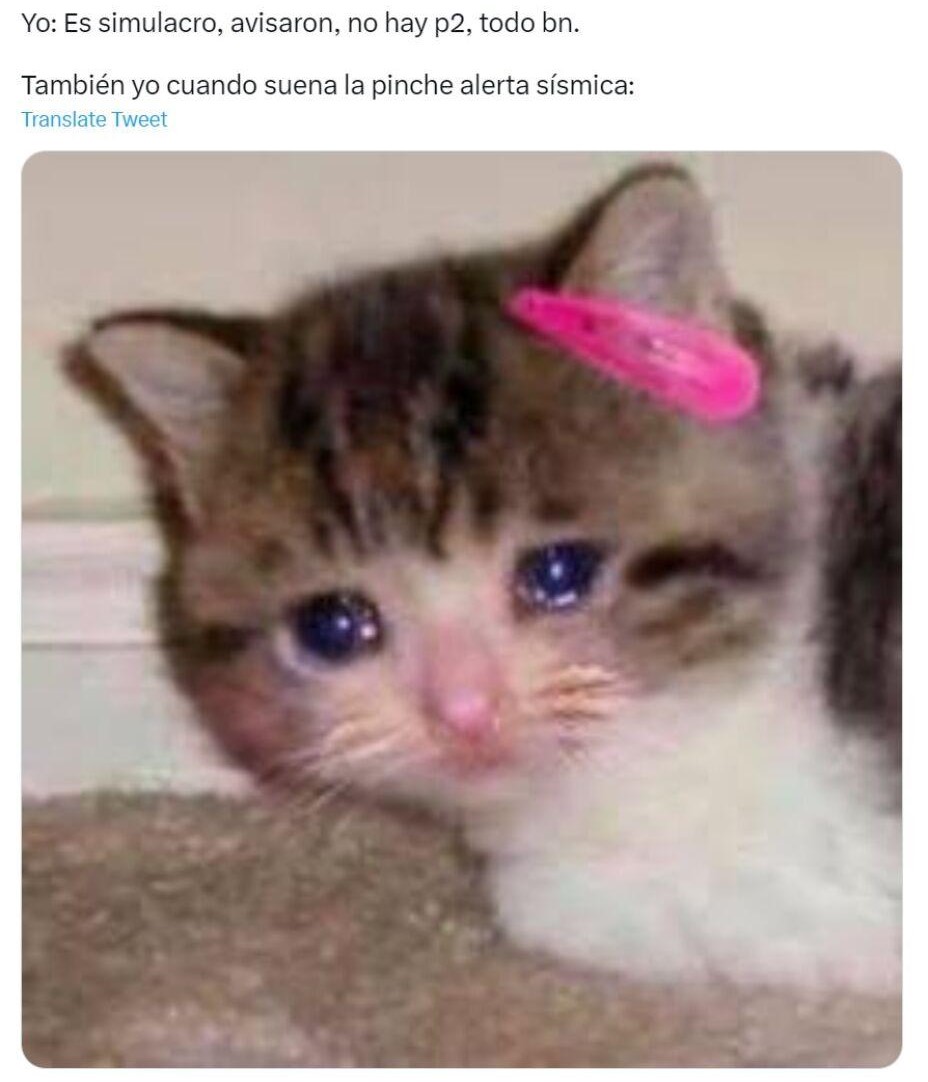 Yo: Es simulacro, avisaron, no hay p2, todo bn.
También yo cuando suena la pinche alerta sísmica:
Translate Tweet